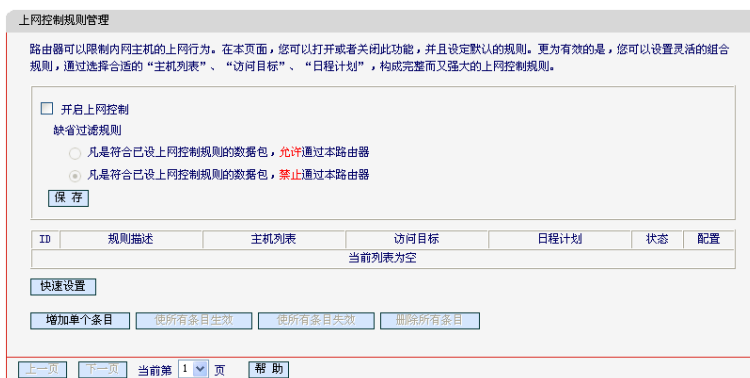 上网控制规则管理
路由器可以限制内网主机的上网行为。在本页面，您可以打开或者关闭此功能，并且设定默认的规则。更为有效的是，您可以设置灵活的组合
规则，通过选择合适的“主机列表”、“访问目标”、“日程计划”，构成完整而又强大的上网控制规则。
开启上网控制
缺省过滤规则
凡是符合已设上网控制规则的数据包，允许通过本路由器
凡是符合已设上网控制规则的数据包，禁止通过本路由器
保 存
ID 规则描述 主机列表 访问目标 日程计划 状态 配置
当前列表为空
快速设置
增加单个条目 使所有条目生效 使所有条目失效 删除所有条目
上一页 下一页 当前第 1 页 帮 助